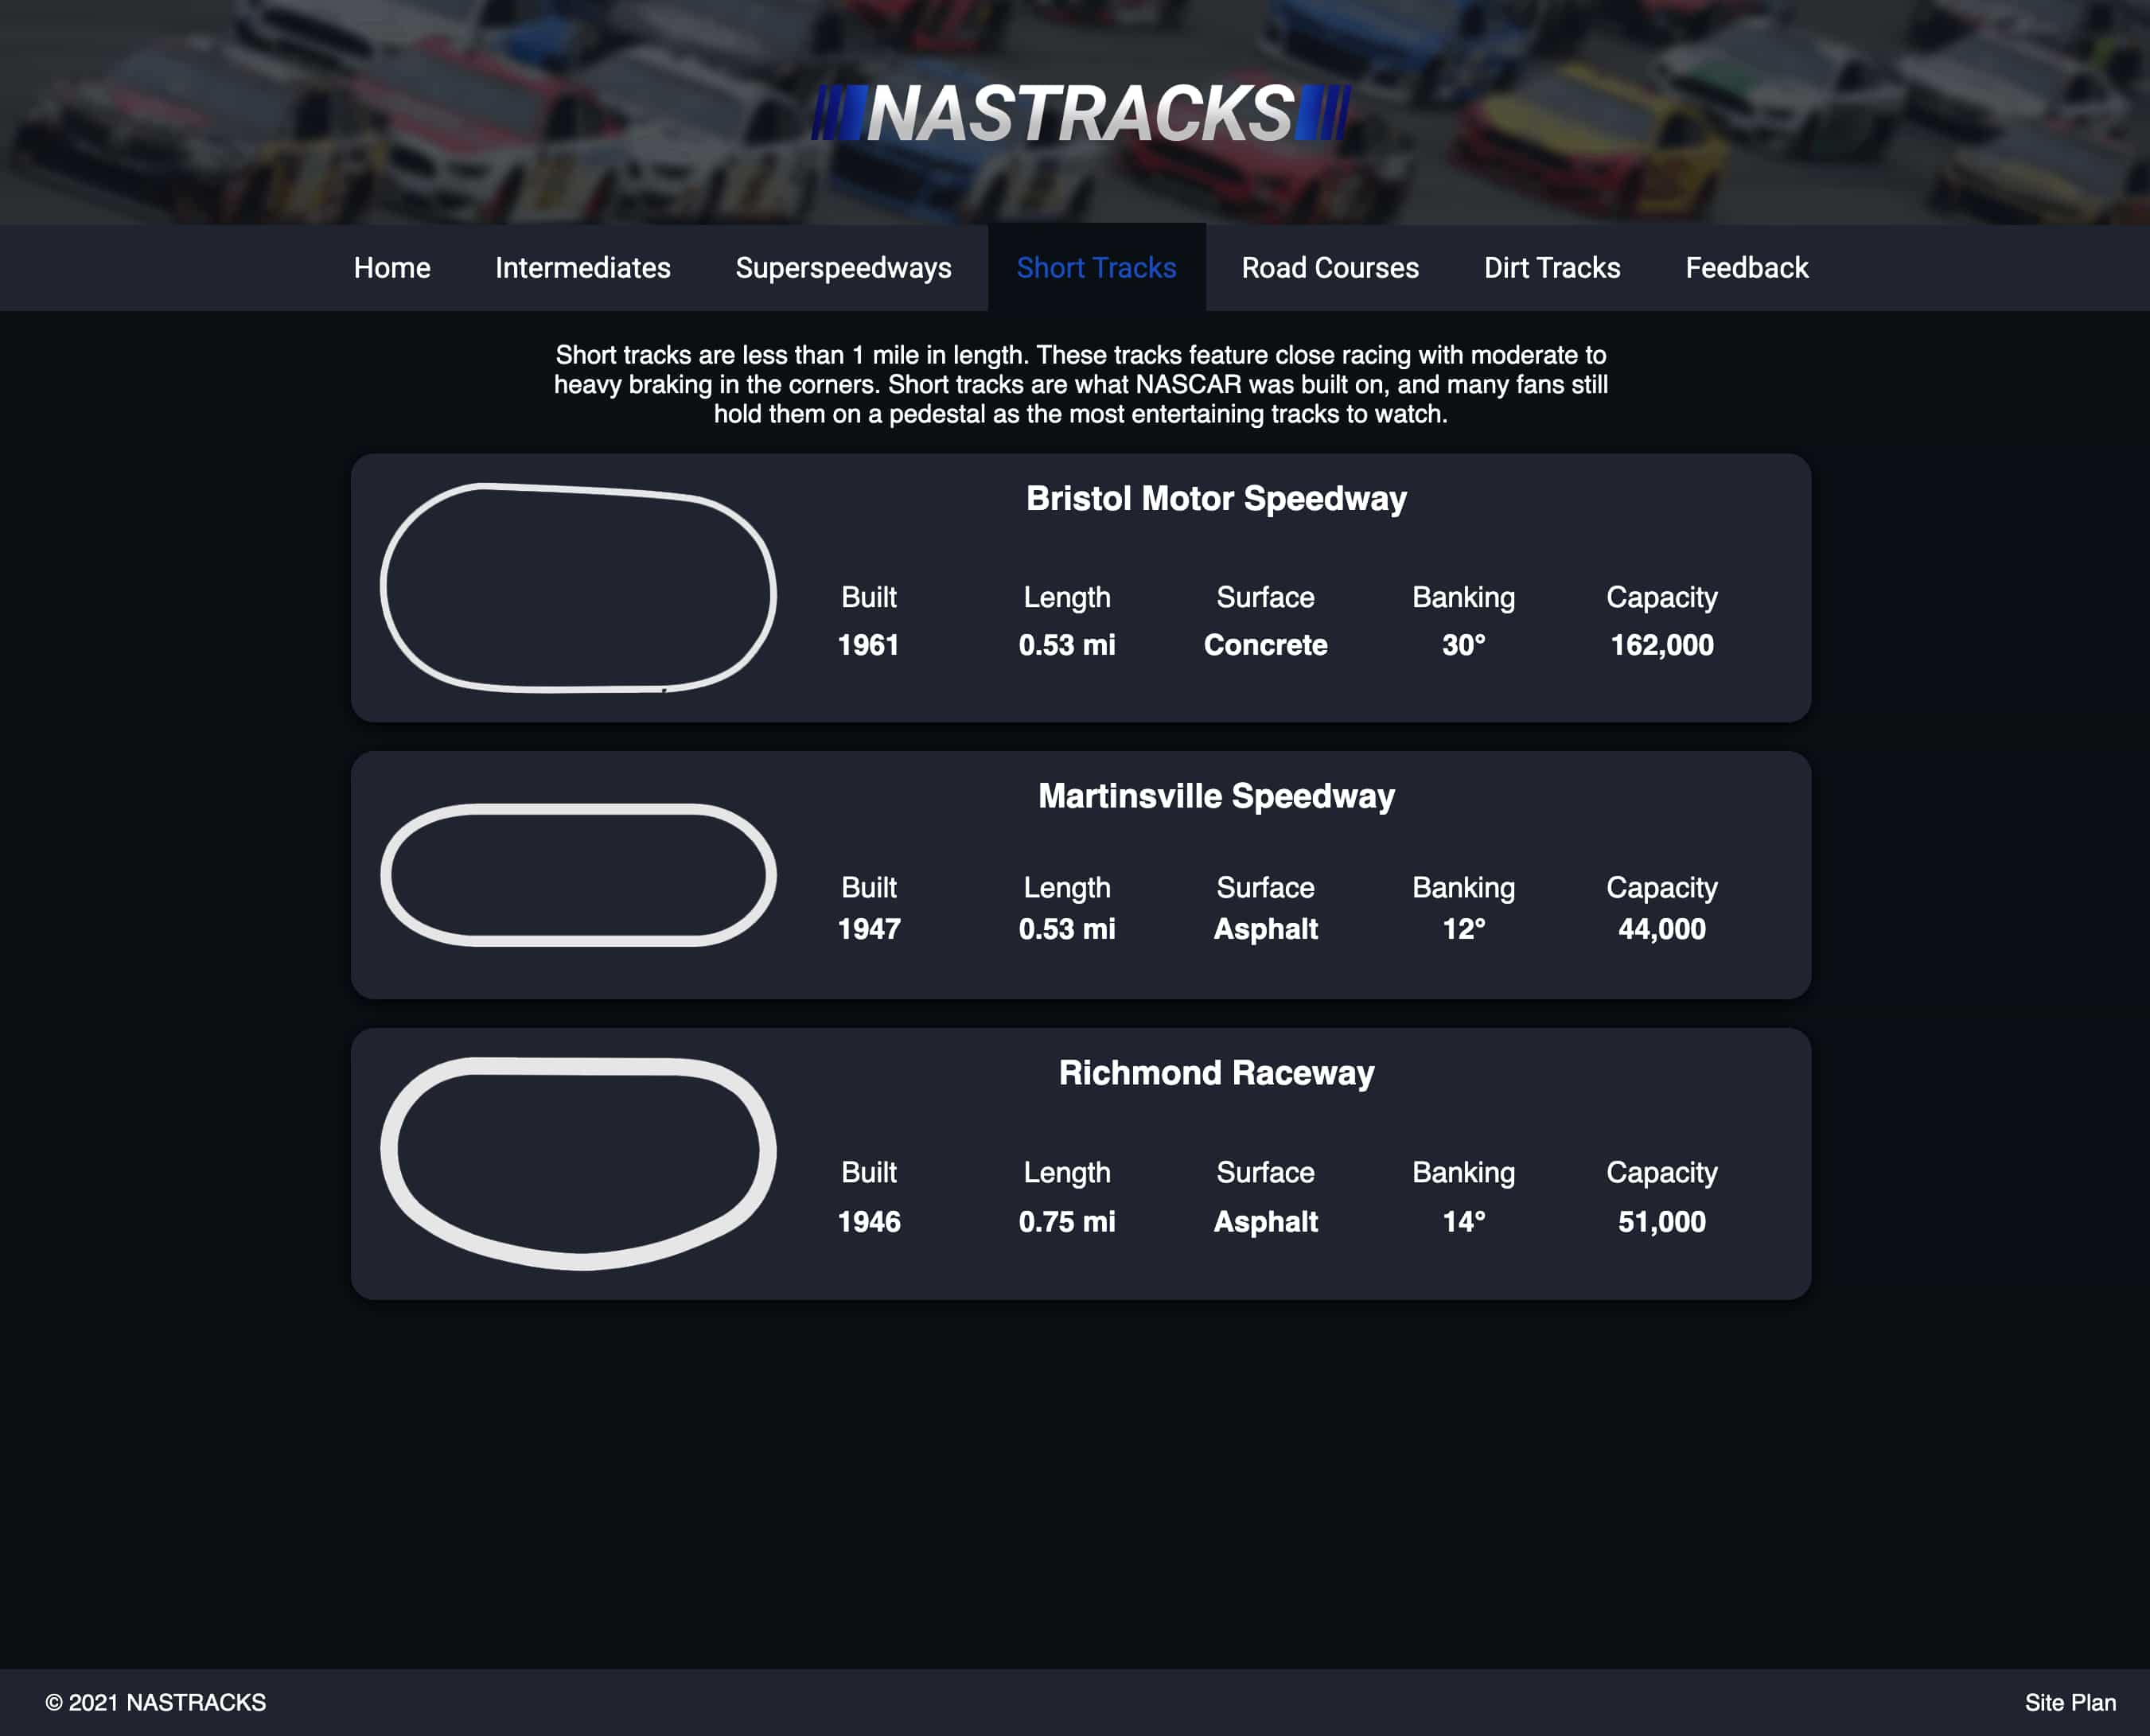 NASTRACKS
Home Intermediates Superspeedways Short Tracks Road Courses Dirt Tracks Feedback
Short tracks are less than 1 mile in length. These tracks feature close racing with moderate to
heavy braking in the corners. Short tracks are what NASCAR was built on, and many fans still
hold them on a pedestal as the most entertaining tracks to watch.
Bristol Motor Speedway
Built Length Surface Banking Capacity
1961 0.53 mi Concrete 30° 162,000
Martinsville Speedway
Built Length Surface Banking Capacity
1947 0.53 mi Asphalt 12° 44,000
Richmond Raceway
Built Length Surface Banking Capacity
1946 0.75 mi Asphalt 14° 51,000
© 2021 NASTRACKS Site Plan